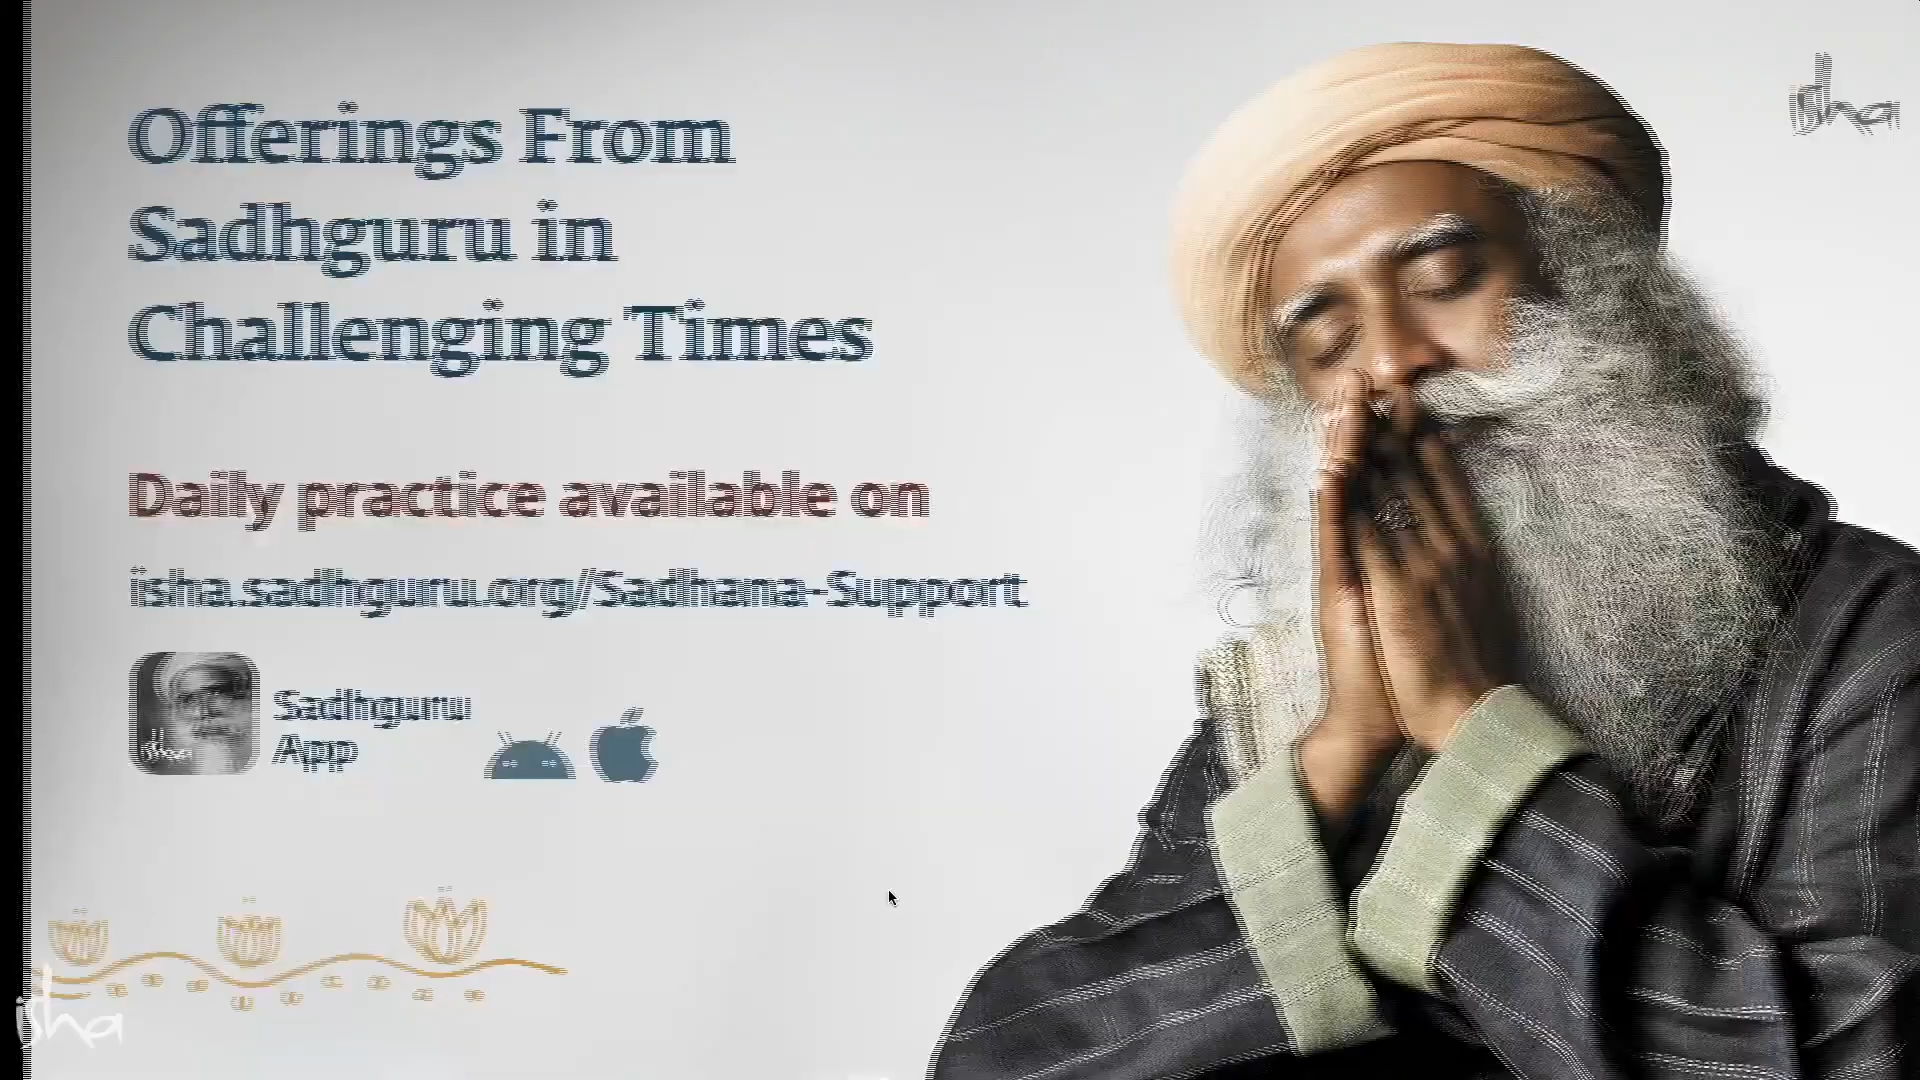 Offerings From
Sadhguru in
Challenging Times
isha
Daily practice available on
isha.sadhguru.org/Sadhana-Support
Sadhguru
App
isha
isha